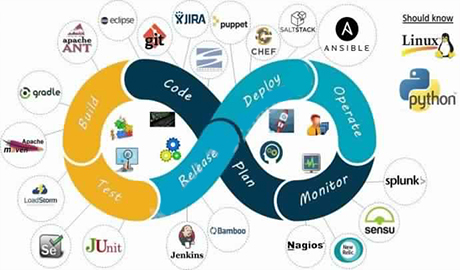 eclipse
JIRA
puppet
SALTSTACK
Should know
apache
ANT
git
CHEF
ANSIBLE
Linux
gradle
python
Code
Deploy
Build
Operate
Apache
maven
Test
Release
Plan
Monitor
LoadStorm
splunk>
sensu
Se
JUnit
Jenkins
Bamboo
Nagios
New
Relic